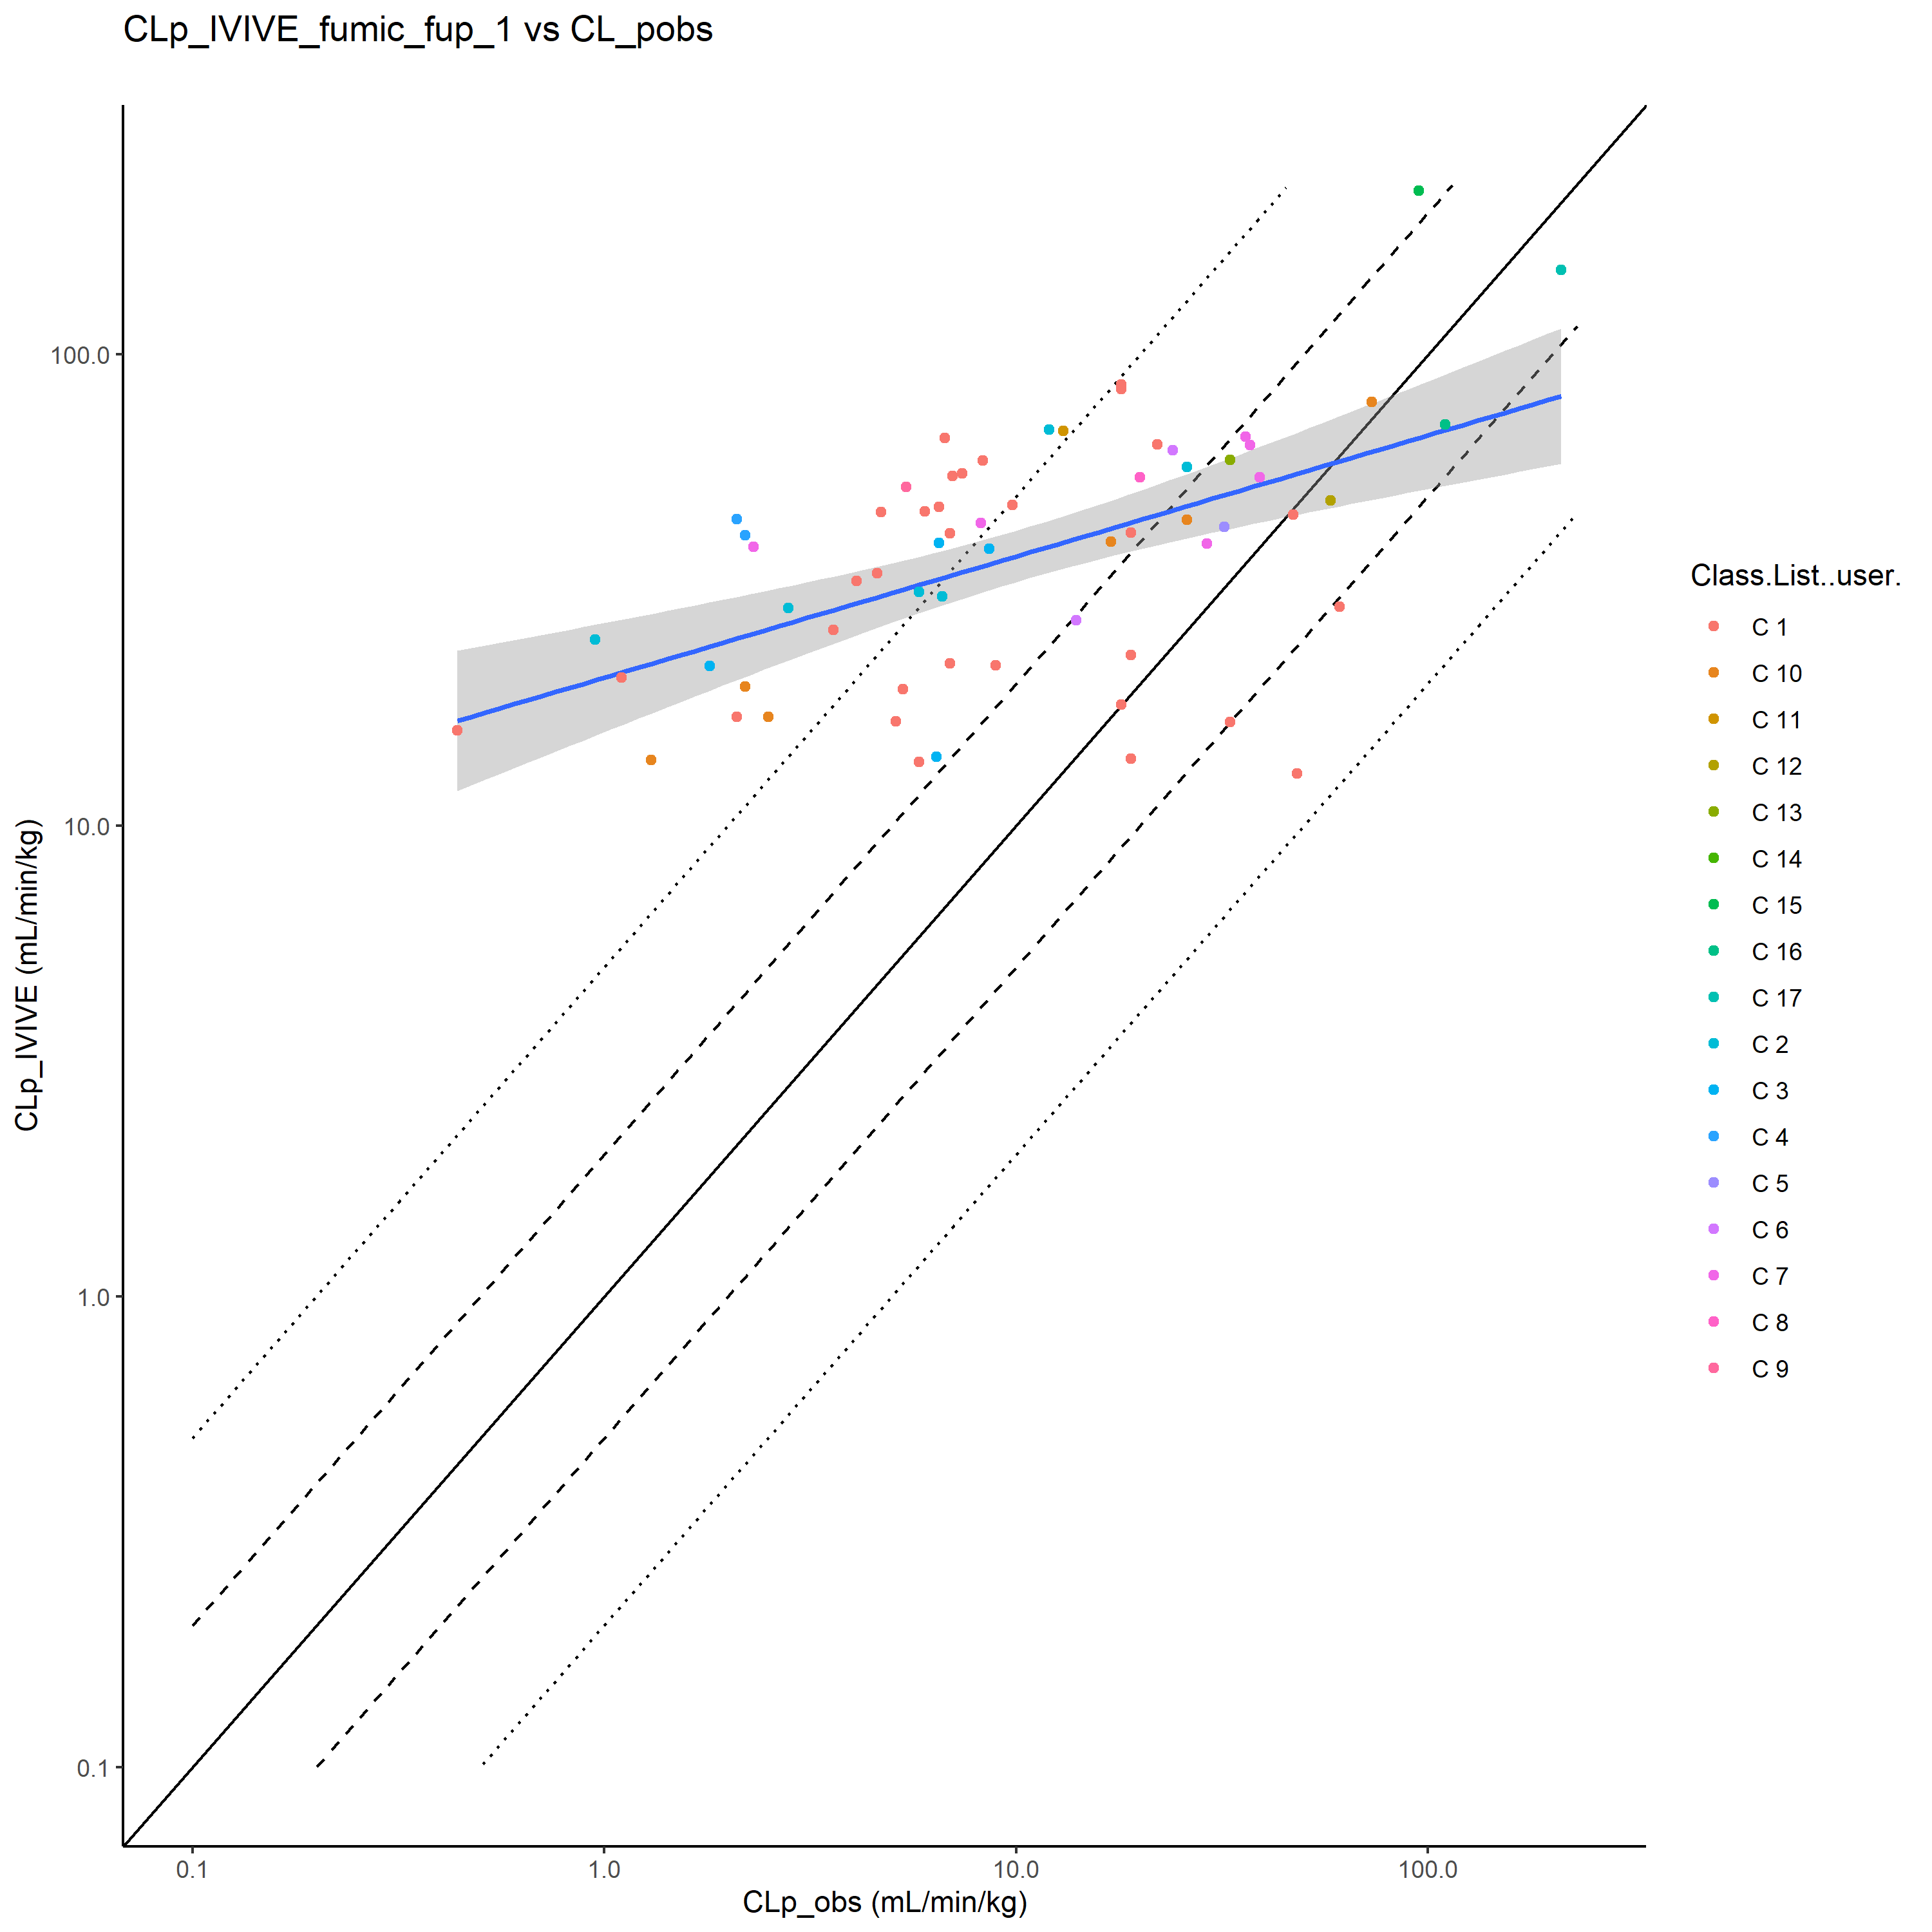 CLp_IVIVE_fumic_fup_1 vs CL_pobs
CLp_IVIVE (mL/min/kg)
100.0
10.0
1.0
0.1
0.1
1.0
10.0
100.0
CLp_obs (mL/min/kg)
Class.List..user.
C 1
C 10
C 11
C 12
C 13
C 14
C 15
C 16
C 17
C 2
C 3
C 4
C 5
C 6
C 7
C 8
C 9